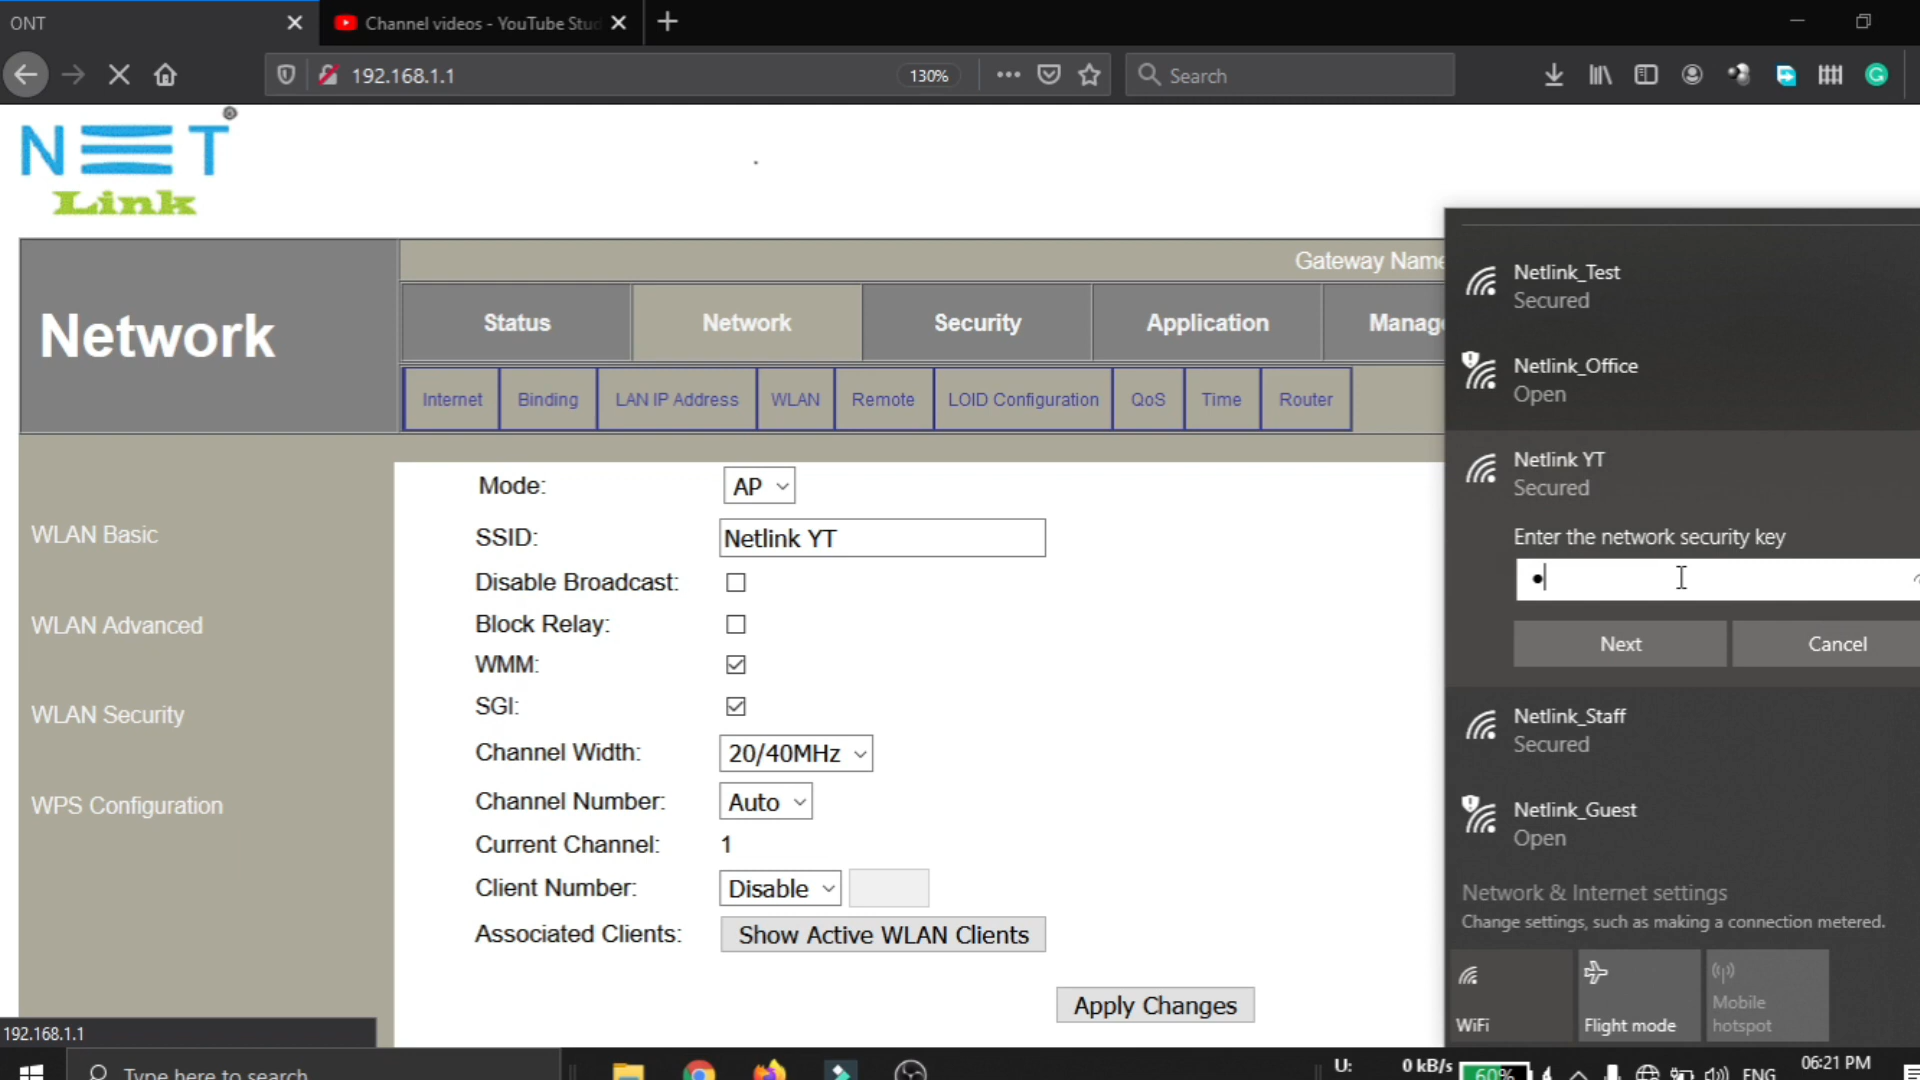 ONT
Channel videos - YouTube Stud
192.168.1.1
130%
Search
NET
Link
Gateway Name
Network
Status
Network
Security
Application
Manag
Internet
Binding
LAN IP Address
WLAN
Remote
LOID Configuration
QoS
Time
Router
WLAN Basic
WLAN Advanced
WLAN Security
WPS Configuration
Mode:
AP
SSID:
Netlink YT
Disable Broadcast:
Block Relay:
WMM:
SGI:
Channel Width:
20/40MHz
Channel Number:
Auto
Current Channel:
1
Client Number:
Disable
Associated Clients:
Show Active WLAN Clients
Apply Changes
192.168.1.1
Netlink_Test
Secured
Netlink_Office
Open
Netlink YT
Secured
Enter the network security key
Next
Cancel
Netlink_Staff
Secured
Netlink_Guest
Open
Network & Internet settings
Change settings, such as making a connection metered.
WiFi
Flight mode
Mobile
hotspot
Type here to search
U:
0 kB/s
60%
ENG
06:21 PM